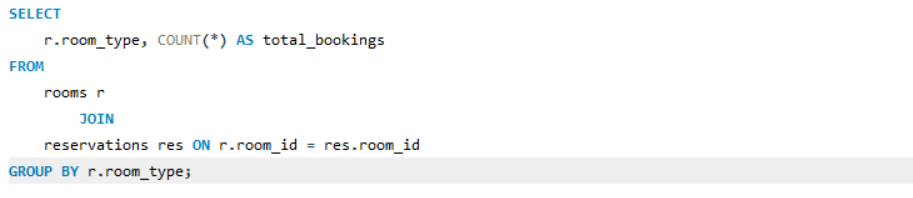 SELECT
    r.room_type, COUNT(*) AS total_bookings
FROM
    rooms r
        JOIN
    reservations res ON r.room_id = res.room_id
GROUP BY r.room_type;